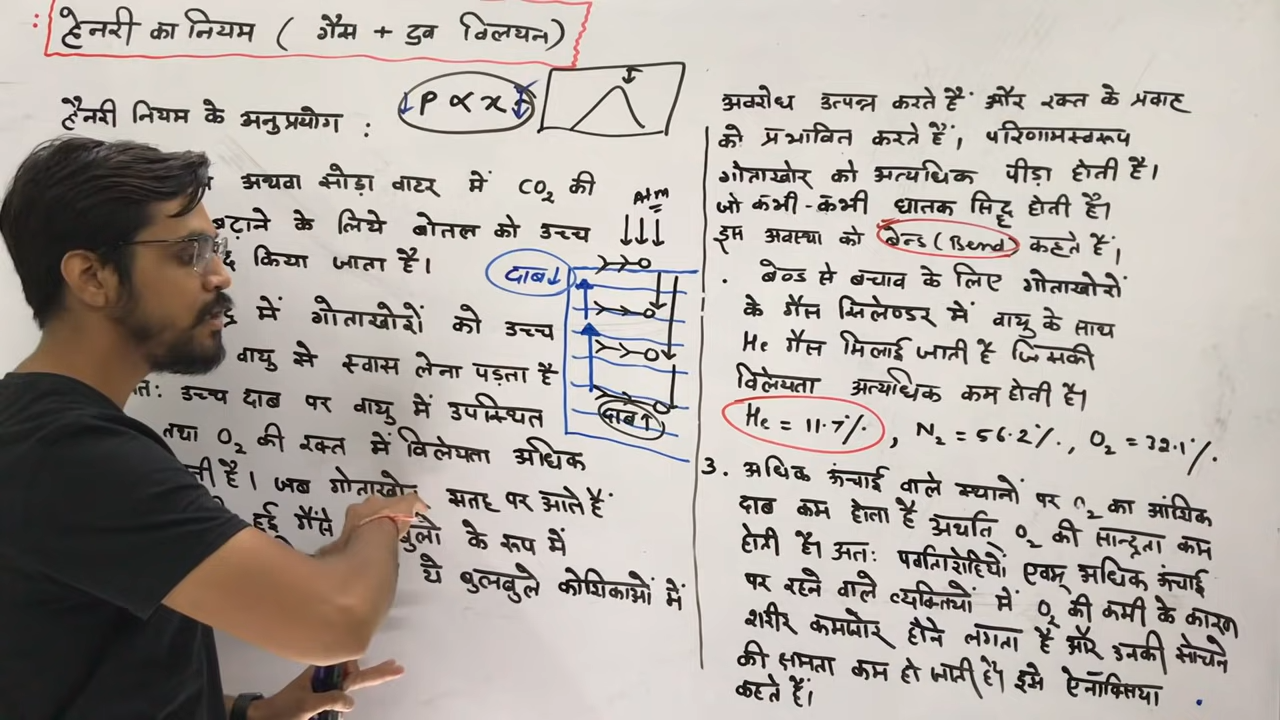 हेनरी का नियम ( गैस + द्रव विलयन)
P ∝ x
हैनरी नियम के अनुप्रयोग :
अथवा सोडा वाटर में CO₂ की
बढ़ाने के लिये बोतल को उच्च
किया जाता है।
में गोताखोरों को उच्च
वायु से स्वास लेना पड़ता है
अत: उच्च दाब पर वायु में उपस्थित
तथा O₂ की रक्त में विलेयता अधिक
है। जब गोताखोर सतह पर आते हैं
हुई गैसे के रूप में
ये बुलबुले कोशिकाओं में
Atm
दाब↓
दाब↑
अवरोध उत्पन्न करते हैं और रक्त के प्रवाह
को प्रभावित करते हैं, परिणामस्वरूप
गोताखोर को अत्यधिक पीड़ा होती है।
जो कभी-कभी घातक सिद्ध होती है।
इस अवस्था को बेन्ड (Bend) कहते हैं,
. बेन्ड से बचाव के लिए गोताखोरों
के गैस सिलेण्डर में वायु के साथ
He गैस मिलाई जाती है जिसकी
विलेयता अत्यधिक कम होती है।
He = 11.7%. , N₂ = 56.2%., O₂ = 32.1%.
3. अधिक ऊंचाई वाले स्थानों पर O₂ का आंशिक
दाब कम होता है अर्थात् O₂ की सान्द्रता कम
होती है। अत: पर्वतारोहियो एवम् अधिक ऊंचाई
पर रहने वाले व्यक्तियों में O₂ की कमी के कारण
शरीर कमजोर होने लगता है और उनकी सोचने
की क्षमता कम हो जाती है। इसे ऐनॉक्सिया
कहते हैं।